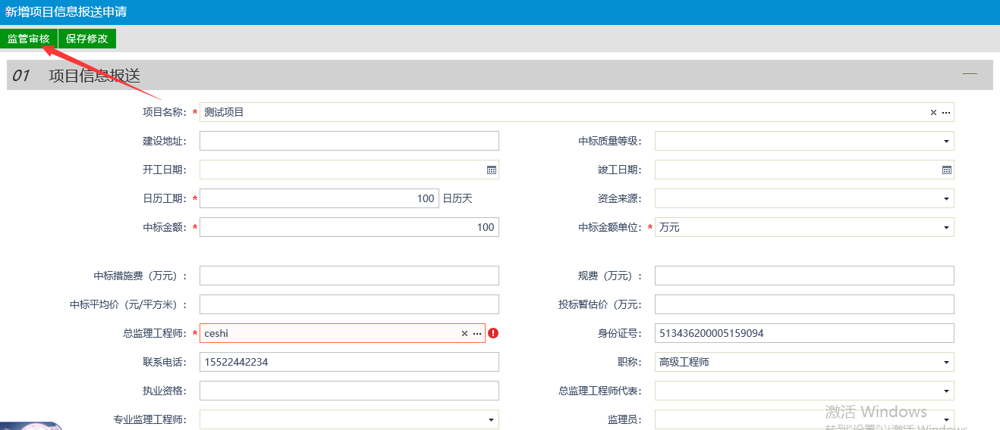 新增项目信息报送申请
监管审核 保存修改
01 项目信息报送
项目名称: * 测试项目
建设地址: 中标质量等级:
开工日期: 竣工日期:
日历工期: * 100 日历天 资金来源:
中标金额: * 100 中标金额单位: * 万元
中标措施费（万元）: 规费（万元）:
中标平均价（元/平方米）: 投标暂估价（万元:
总监理工程师: * ceshi 身份证号: 513436200005159094
联系电话: 15522442234 职称: 高级工程师
执业资格: 总监理工程师代表:
专业监理工程师: 监理员:
激活 Windows
转到"设置"以激活 Windows